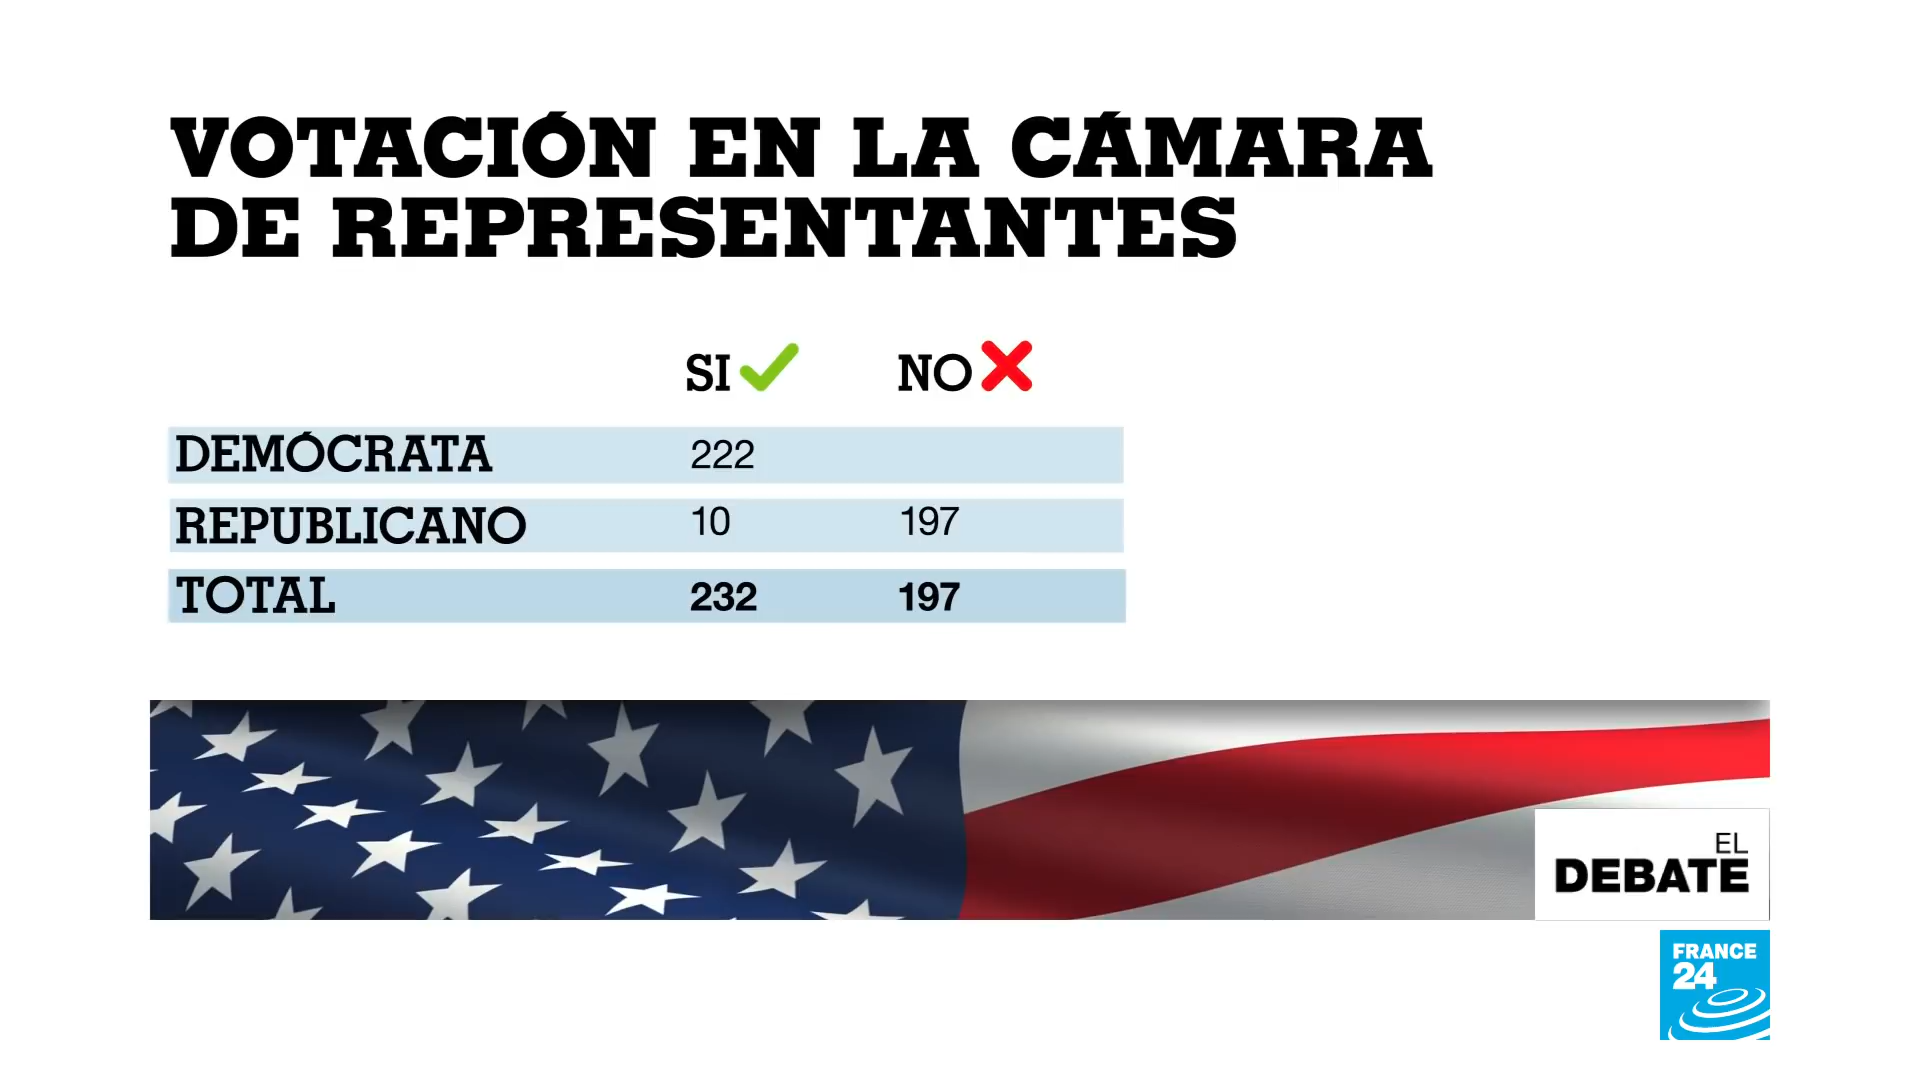 VOTACIÓN EN LA CÁMARA
DE REPRESENTANTES
SI NO
DEMÓCRATA 222
REPUBLICANO 10 197
TOTAL 232 197
EL
DEBATE
FRANCE
24